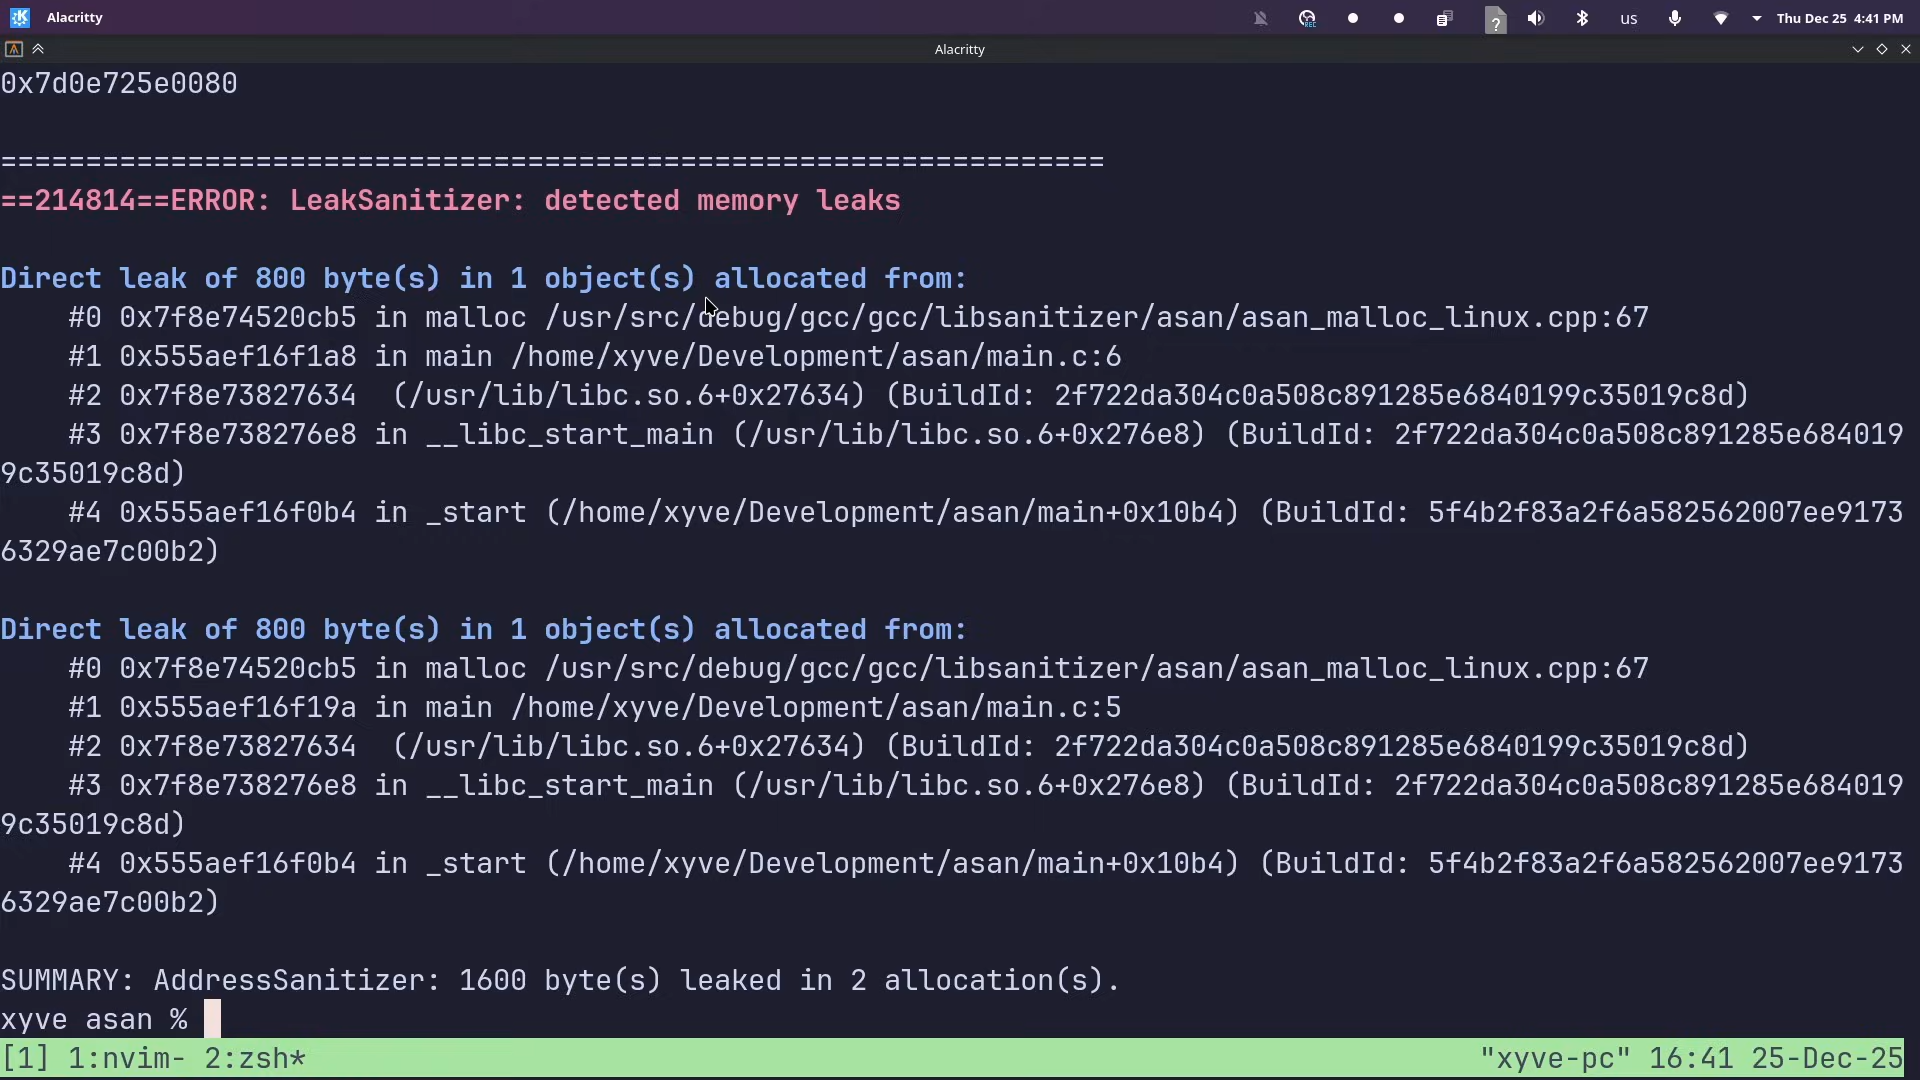 Alacritty
REC
?
us
Thu Dec 25 4:41 PM
Alacritty
0x7d0e725e0080
=================================================================
==214814==ERROR: LeakSanitizer: detected memory leaks
Direct leak of 800 byte(s) in 1 object(s) allocated from:
    #0 0x7f8e74520cb5 in malloc /usr/src/debug/gcc/gcc/libsanitizer/asan/asan_malloc_linux.cpp:67
    #1 0x555aef16f1a8 in main /home/xyve/Development/asan/main.c:6
    #2 0x7f8e73827634  (/usr/lib/libc.so.6+0x27634) (BuildId: 2f722da304c0a508c891285e6840199c35019c8d)
    #3 0x7f8e738276e8 in __libc_start_main (/usr/lib/libc.so.6+0x276e8) (BuildId: 2f722da304c0a508c891285e684019
9c35019c8d)
    #4 0x555aef16f0b4 in _start (/home/xyve/Development/asan/main+0x10b4) (BuildId: 5f4b2f83a2f6a582562007ee9173
6329ae7c00b2)
Direct leak of 800 byte(s) in 1 object(s) allocated from:
    #0 0x7f8e74520cb5 in malloc /usr/src/debug/gcc/gcc/libsanitizer/asan/asan_malloc_linux.cpp:67
    #1 0x555aef16f19a in main /home/xyve/Development/asan/main.c:5
    #2 0x7f8e73827634  (/usr/lib/libc.so.6+0x27634) (BuildId: 2f722da304c0a508c891285e6840199c35019c8d)
    #3 0x7f8e738276e8 in __libc_start_main (/usr/lib/libc.so.6+0x276e8) (BuildId: 2f722da304c0a508c891285e684019
9c35019c8d)
    #4 0x555aef16f0b4 in _start (/home/xyve/Development/asan/main+0x10b4) (BuildId: 5f4b2f83a2f6a582562007ee9173
6329ae7c00b2)
SUMMARY: AddressSanitizer: 1600 byte(s) leaked in 2 allocation(s).
xyve asan %
[1] 1:nvim- 2:zsh* "xyve-pc" 16:41 25-Dec-25